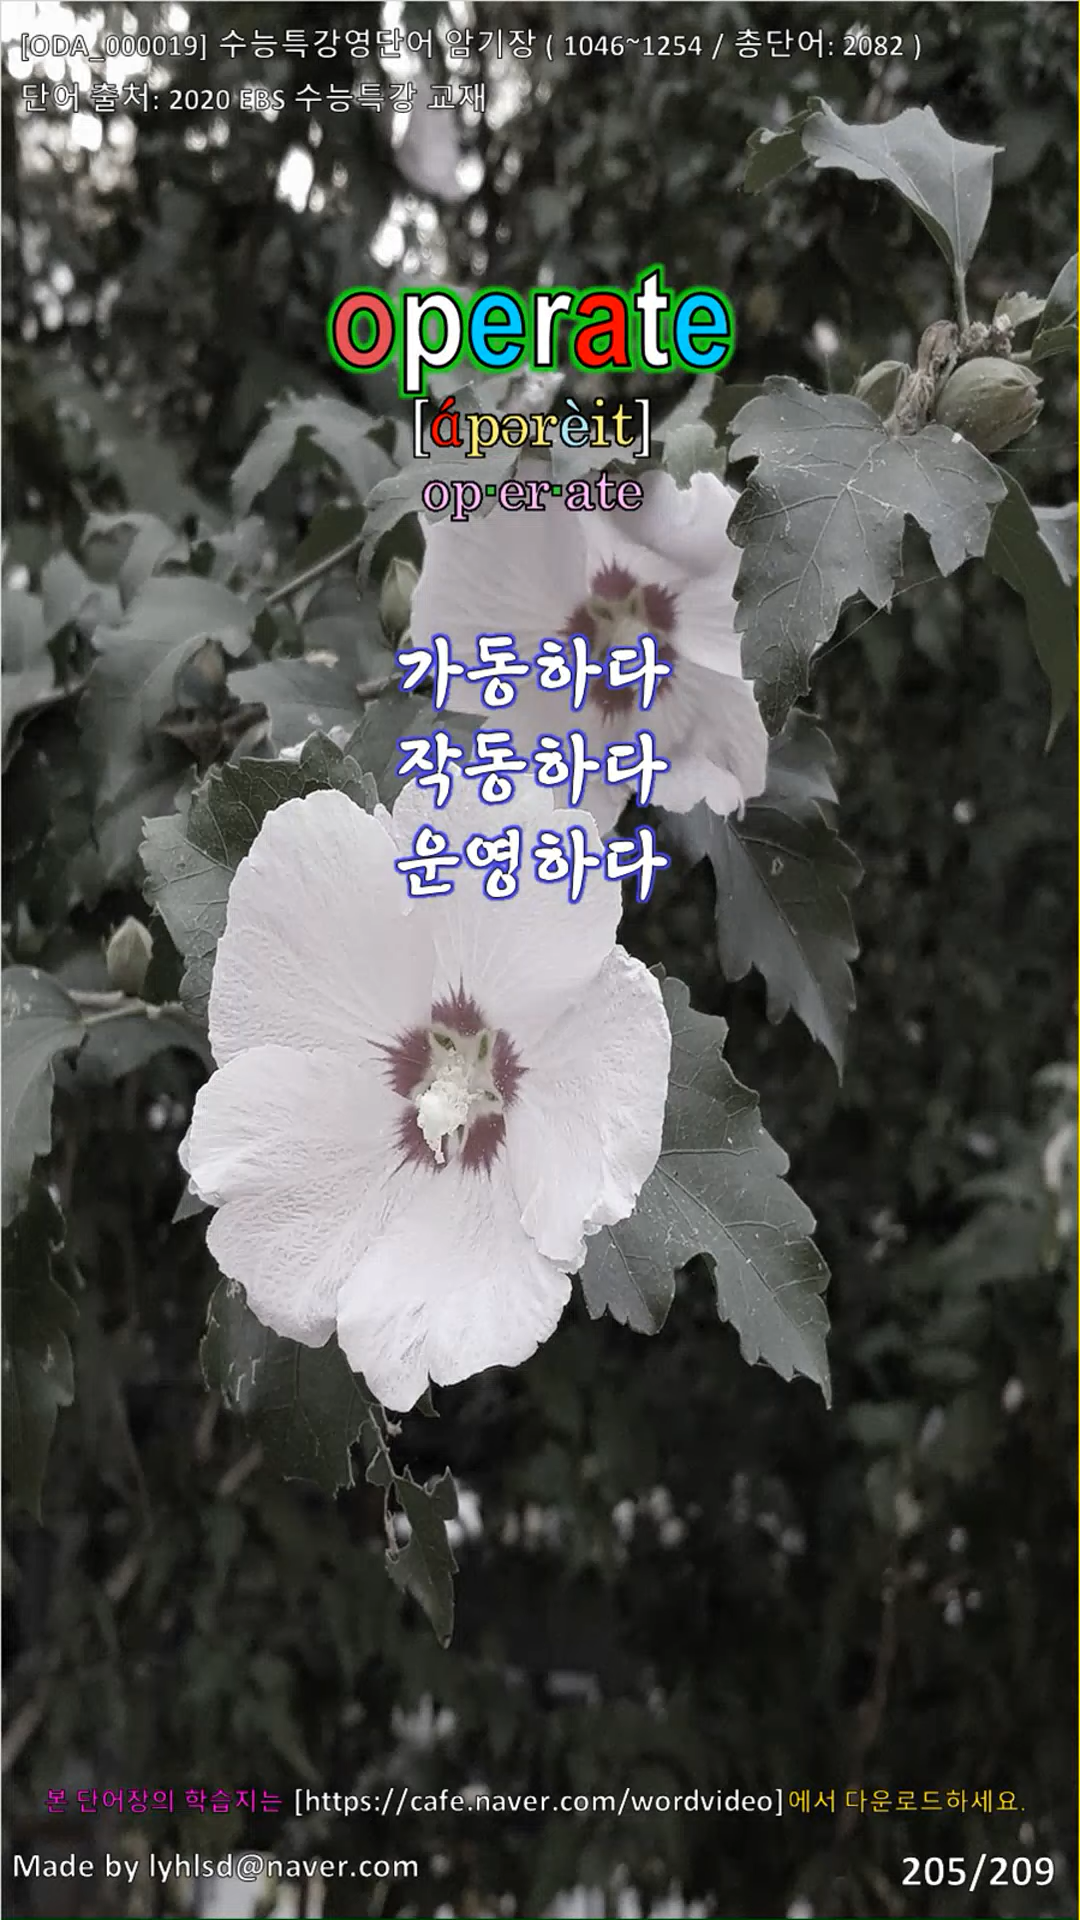 [ODA_000019] 수능특강영단어 암기장 ( 1046~1254 / 총단어: 2082 )
단어 출처: 2020 EBS 수능특강 교재
operate
[ápərèit]
op·er·ate
가동하다
작동하다
운영하다
본 단어장의 학습지는 [https://cafe.naver.com/wordvideo]에서 다운로드하세요.
Made by lyhlsd@naver.com
205/209